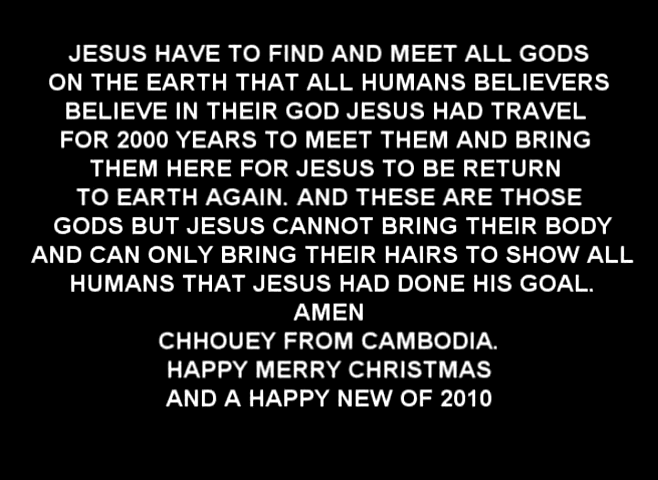 JESUS HAVE TO FIND AND MEET ALL GODS
ON THE EARTH THAT ALL HUMANS BELIEVERS
BELIEVE IN THEIR GOD JESUS HAD TRAVEL
FOR 2000 YEARS TO MEET THEM AND BRING
THEM HERE FOR JESUS TO BE RETURN
TO EARTH AGAIN. AND THESE ARE THOSE
GODS BUT JESUS CANNOT BRING THEIR BODY
AND CAN ONLY BRING THEIR HAIRS TO SHOW ALL
HUMANS THAT JESUS HAD DONE HIS GOAL.
AMEN
CHHOUEY FROM CAMBODIA.
HAPPY MERRY CHRISTMAS
AND A HAPPY NEW OF 2010